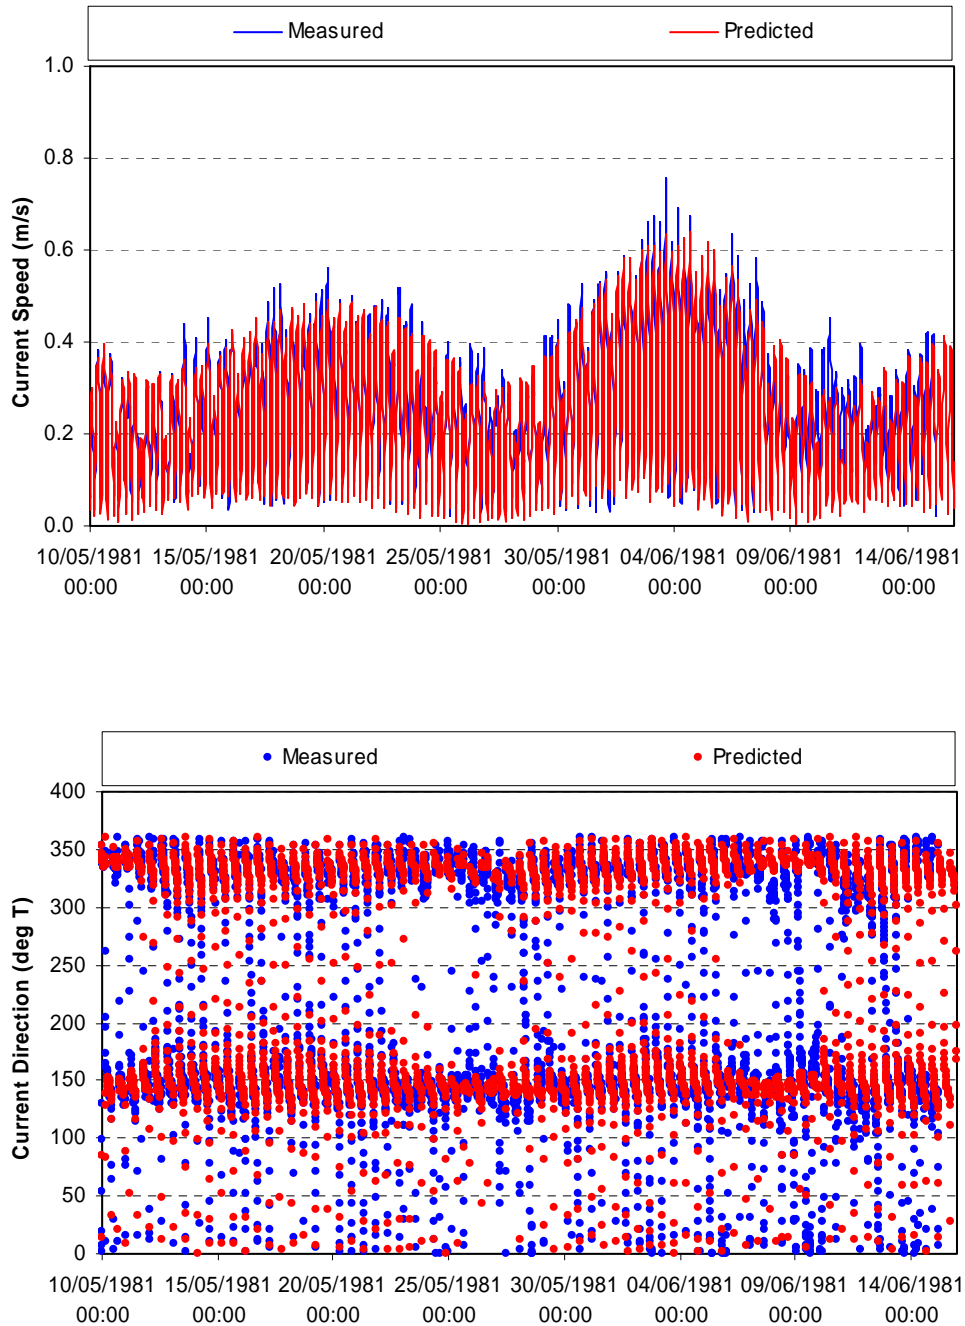 Measured Predicted
1.0
0.8
0.6
0.4
0.2
0.0
Current Speed (m/s)
10/05/1981 15/05/1981 20/05/1981 25/05/1981 30/05/1981 04/06/1981 09/06/1981 14/06/1981
00:00 00:00 00:00 00:00 00:00 00:00 00:00 00:00
Measured Predicted
400
350
300
250
200
150
100
50
0
Current Direction (deg T)
10/05/1981 15/05/1981 20/05/1981 25/05/1981 30/05/1981 04/06/1981 09/06/1981 14/06/1981
00:00 00:00 00:00 00:00 00:00 00:00 00:00 00:00